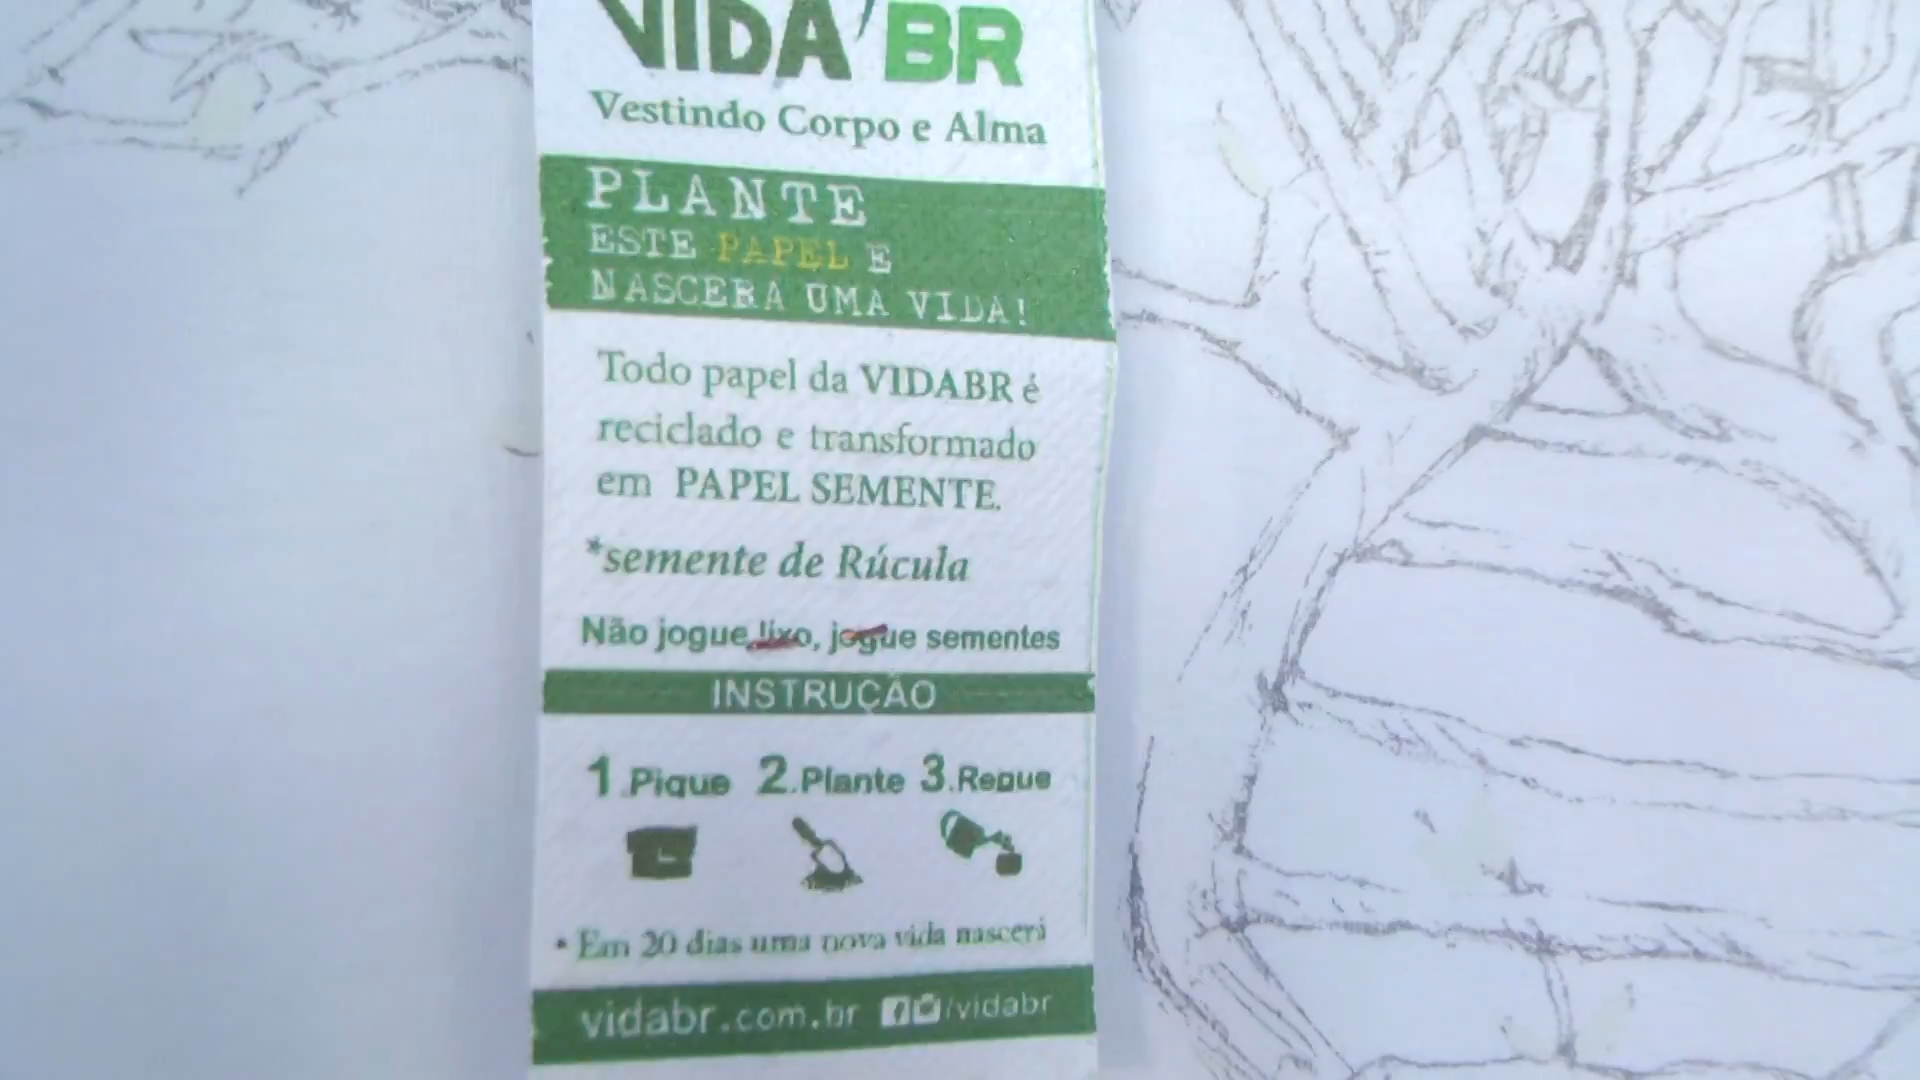 VIDA'BR
Vestindo Corpo e Alma
PLANTE
ESTE PAPEL E
NASCERA UMA VIDA!
Todo papel da VIDABR é
reciclado e transformado
em PAPEL SEMENTE.
*semente de Rúcula
Não jogue lixo, jogue sementes
INSTRUÇÃO
1.Pique 2.Plante 3.Regue
* Em 20 dias uma nova vida nascerá
vidabr.com.br /vidabr